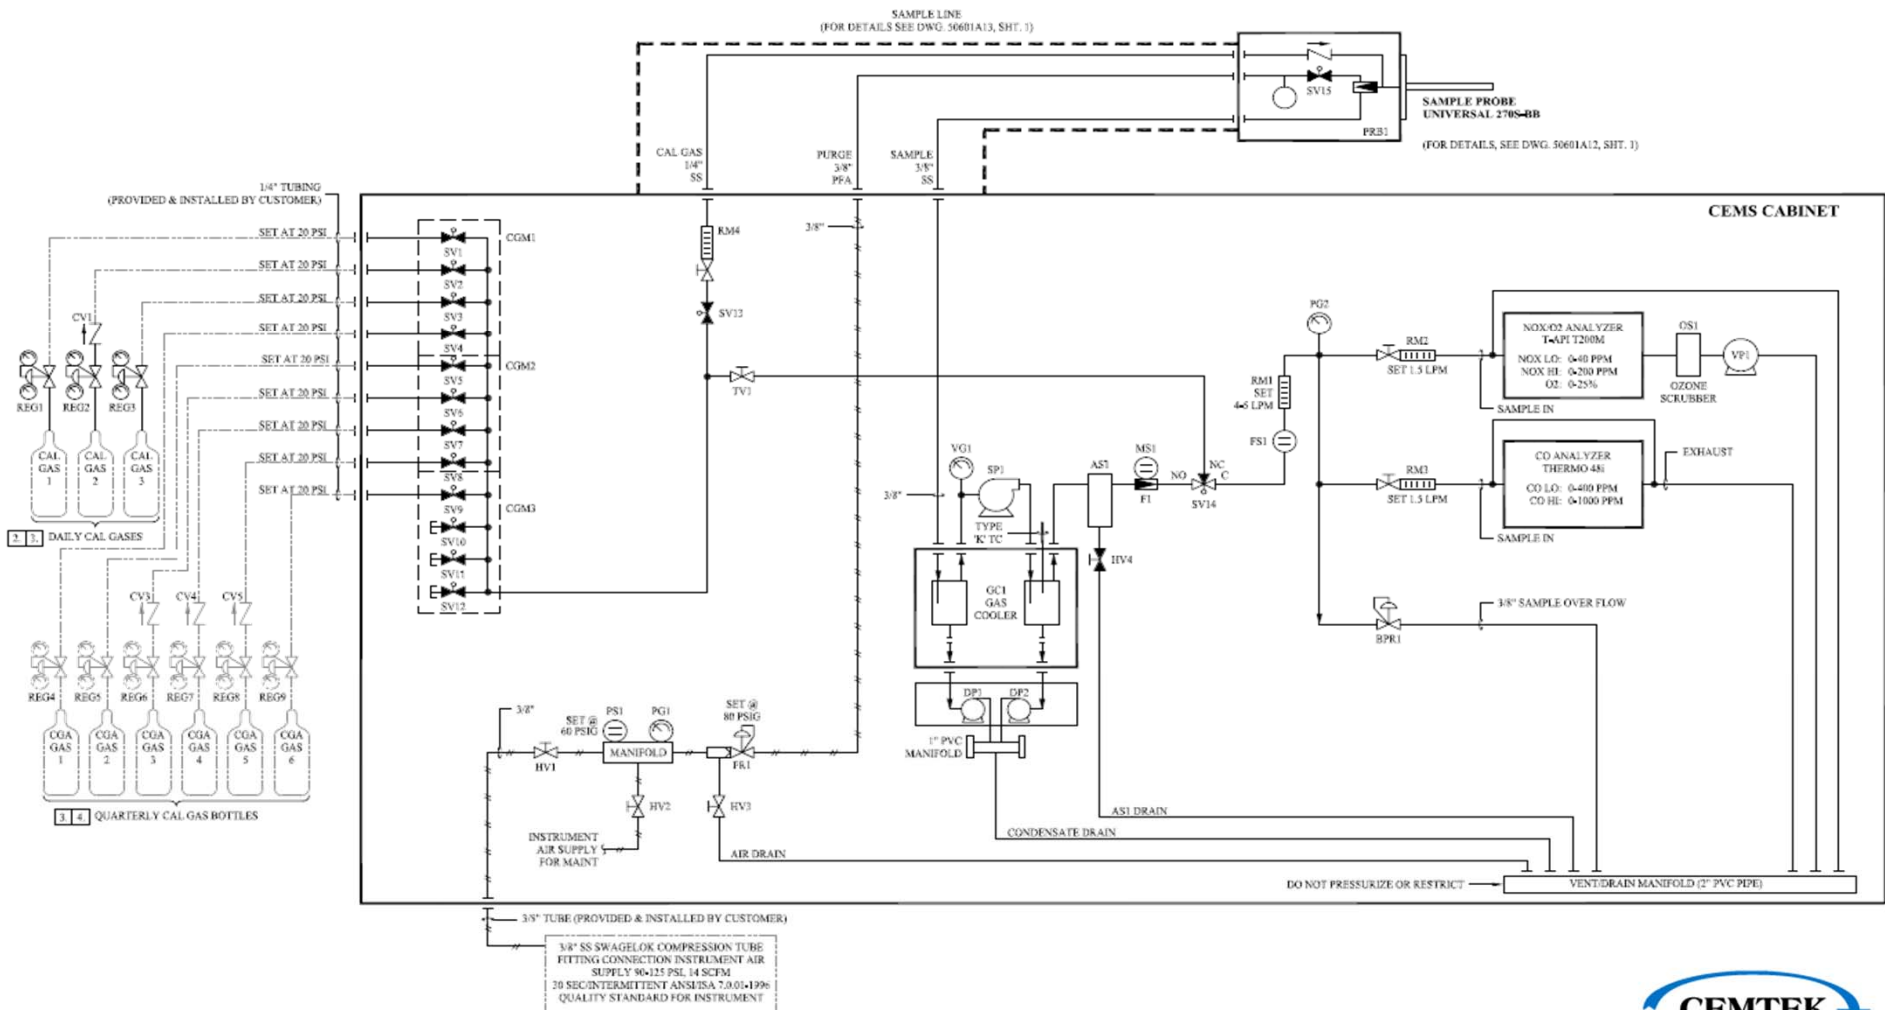 SAMPLE LINE
(FOR DETAILS SEE DWG. 50601A13, SHT. 1)
SV15
PRB1
SAMPLE PROBE
UNIVERSAL 270S-BB
(FOR DETAILS, SEE DWG. 50601A12, SHT. 1)
CAL GAS
1/4"
SS
PURGE
3/8"
PFA
SAMPLE
3/8"
SS
1/4" TUBING
(PROVIDED & INSTALLED BY CUSTOMER)
CEMS CABINET
SET AT 20 PSI
SET AT 20 PSI
SET AT 20 PSI
SET AT 20 PSI
SET AT 20 PSI
SET AT 20 PSI
SET AT 20 PSI
SET AT 20 PSI
SET AT 20 PSI
CGM1
SV1
SV2
SV3
SV4
CGM2
SV5
SV6
SV7
SV8
CGM3
SV9
SV10
SV11
SV12
RM4
SV13
TV1
3/8"
CV1
REG1
REG2
REG3
CAL
GAS
1
CAL
GAS
2
CAL
GAS
3
2. 3. DAILY CAL GASES
CV3
CV4
CV5
REG4
REG5
REG6
REG7
REG8
REG9
CGA
GAS
1
CGA
GAS
2
CGA
GAS
3
CGA
GAS
4
CGA
GAS
5
CGA
GAS
6
3. 4. QUARTERLY CAL GAS BOTTLES
PG2
RM2
SET 1.5 LPM
NOX/O2 ANALYZER
T-API T200M
NOX LO: 0-40 PPM
NOX HI: 0-200 PPM
O2: 0-25%
OS1
OZONE
SCRUBBER
VP1
SAMPLE IN
RM1
SET
4-5 LPM
FS1
VG1
SP1
TYPE
'K' TC
3/8"
AS1
MS1
F1
NO
NC
C
SV14
RM3
SET 1.5 LPM
CO ANALYZER
THERMO 48i
CO LO: 0-400 PPM
CO HI: 0-1000 PPM
EXHAUST
SAMPLE IN
HV4
GC1
GAS
COOLER
BPR1
3/8" SAMPLE OVER FLOW
DP1
DP2
1" PVC
MANIFOLD
3/8"
HV1
SET @
60 PSIG
PS1
PG1
MANIFOLD
SET @
80 PSIG
FR1
HV2
HV3
INSTRUMENT
AIR SUPPLY
FOR MAINT
AIR DRAIN
AS1 DRAIN
CONDENSATE DRAIN
DO NOT PRESSURIZE OR RESTRICT
VENT/DRAIN MANIFOLD (2" PVC PIPE)
3/8" TUBE (PROVIDED & INSTALLED BY CUSTOMER)
3/8" SS SWAGELOK COMPRESSION TUBE
FITTING CONNECTION INSTRUMENT AIR
SUPPLY 90-125 PSI, 14 SCFM
30 SEC/INTERMITTENT ANSI/ISA 7.0.01-1996
QUALITY STANDARD FOR INSTRUMENT
CEMTEK